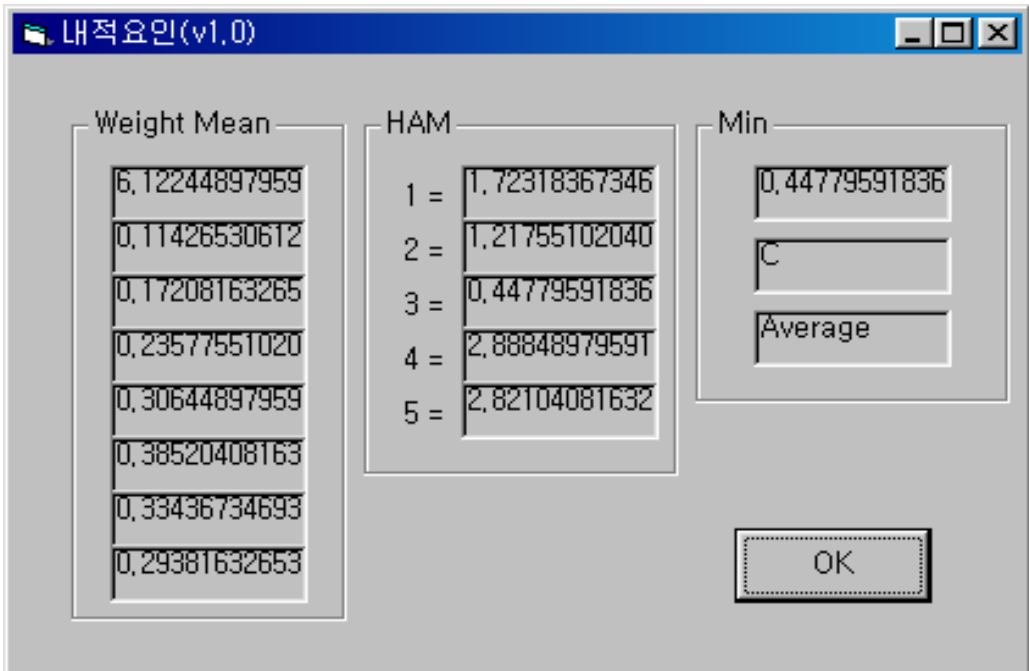 내적요인(v1,0)
Weight Mean
6,12244897959
0,11426530612
0,17208163265
0,23577551020
0,30644897959
0,38520408163
0,33436734693
0,29381632653
HAM
1 = 1,72318367346
2 = 1,21755102040
3 = 0,44779591836
4 = 2,88848979591
5 = 2,82104081632
Min
0,44779591836
C
Average
OK